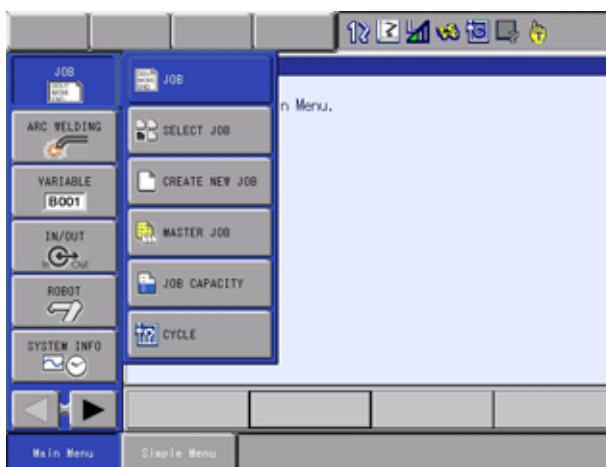 JOB
ARC WELDING
VARIABLE
B001
IN/OUT
In Out
ROBOT
SYSTEM INFO
JOB
SELECT JOB
CREATE NEW JOB
MASTER JOB
JOB CAPACITY
CYCLE
n Menu.
Main Menu
Simple Menu